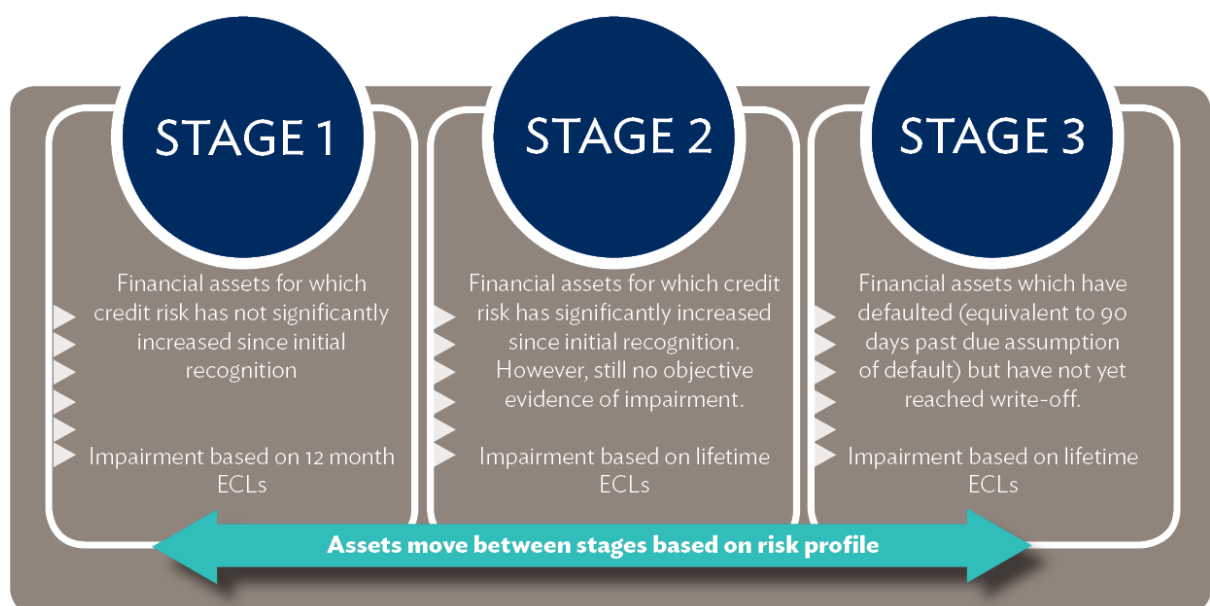 STAGE 1
Financial assets for which
credit risk has not significantly
increased since initial
recognition
Impairment based on 12 month
ECLs
STAGE 2
Financial assets for which credit
risk has significantly increased
since initial recognition.
However, still no objective
evidence of impairment.
Impairment based on lifetime
ECLs
STAGE 3
Financial assets which have
defaulted (equivalent to 90
days past due assumption
of default) but have not yet
reached write-off.
Impairment based on lifetime
ECLs
Assets move between stages based on risk profile